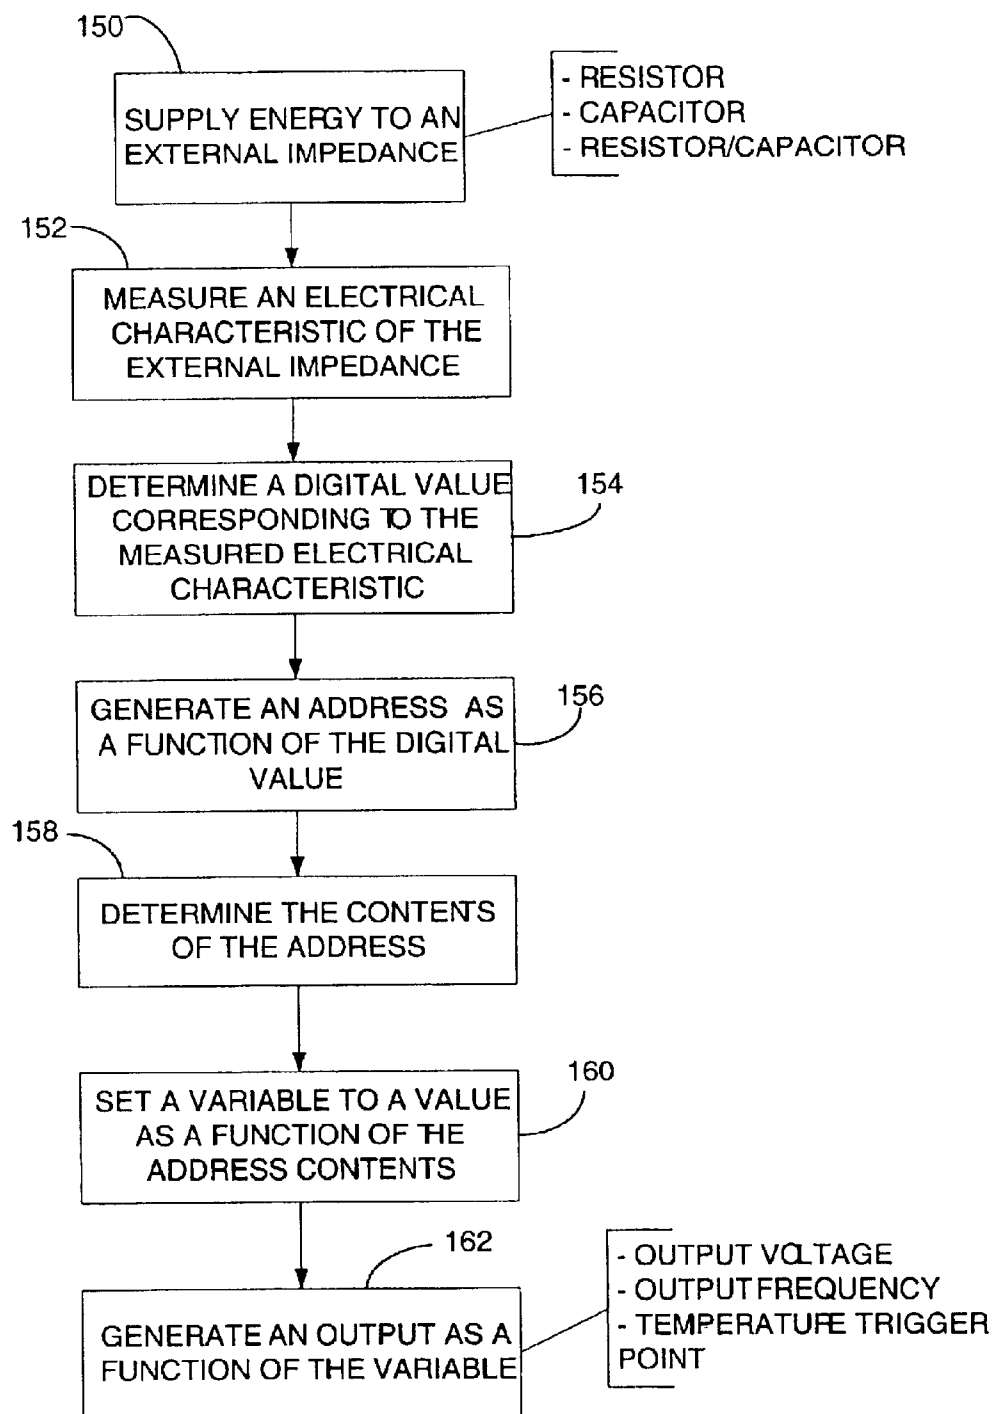 150
SUPPLY ENERGY TO AN
EXTERNAL IMPEDANCE
- RESISTOR
- CAPACITOR
- RESISTOR/CAPACITOR
152
MEASURE AN ELECTRICAL
CHARACTERISTIC OF THE
EXTERNAL IMPEDANCE
DETERMINE A DIGITAL VALUE
CORRESPONDING TO THE
MEASURED ELECTRICAL
CHARACTERISTIC
154
GENERATE AN ADDRESS AS
A FUNCTION OF THE DIGITAL
VALUE
156
158
DETERMINE THE CONTENTS
OF THE ADDRESS
SET A VARIABLE TO A VALUE
AS A FUNCTION OF THE
ADDRESS CONTENTS
160
162
GENERATE AN OUTPUT AS A
FUNCTION OF THE VARIABLE
- OUTPUT VOLTAGE
- OUTPUT FREQUENCY
- TEMPERATURE TRIGGER
POINT